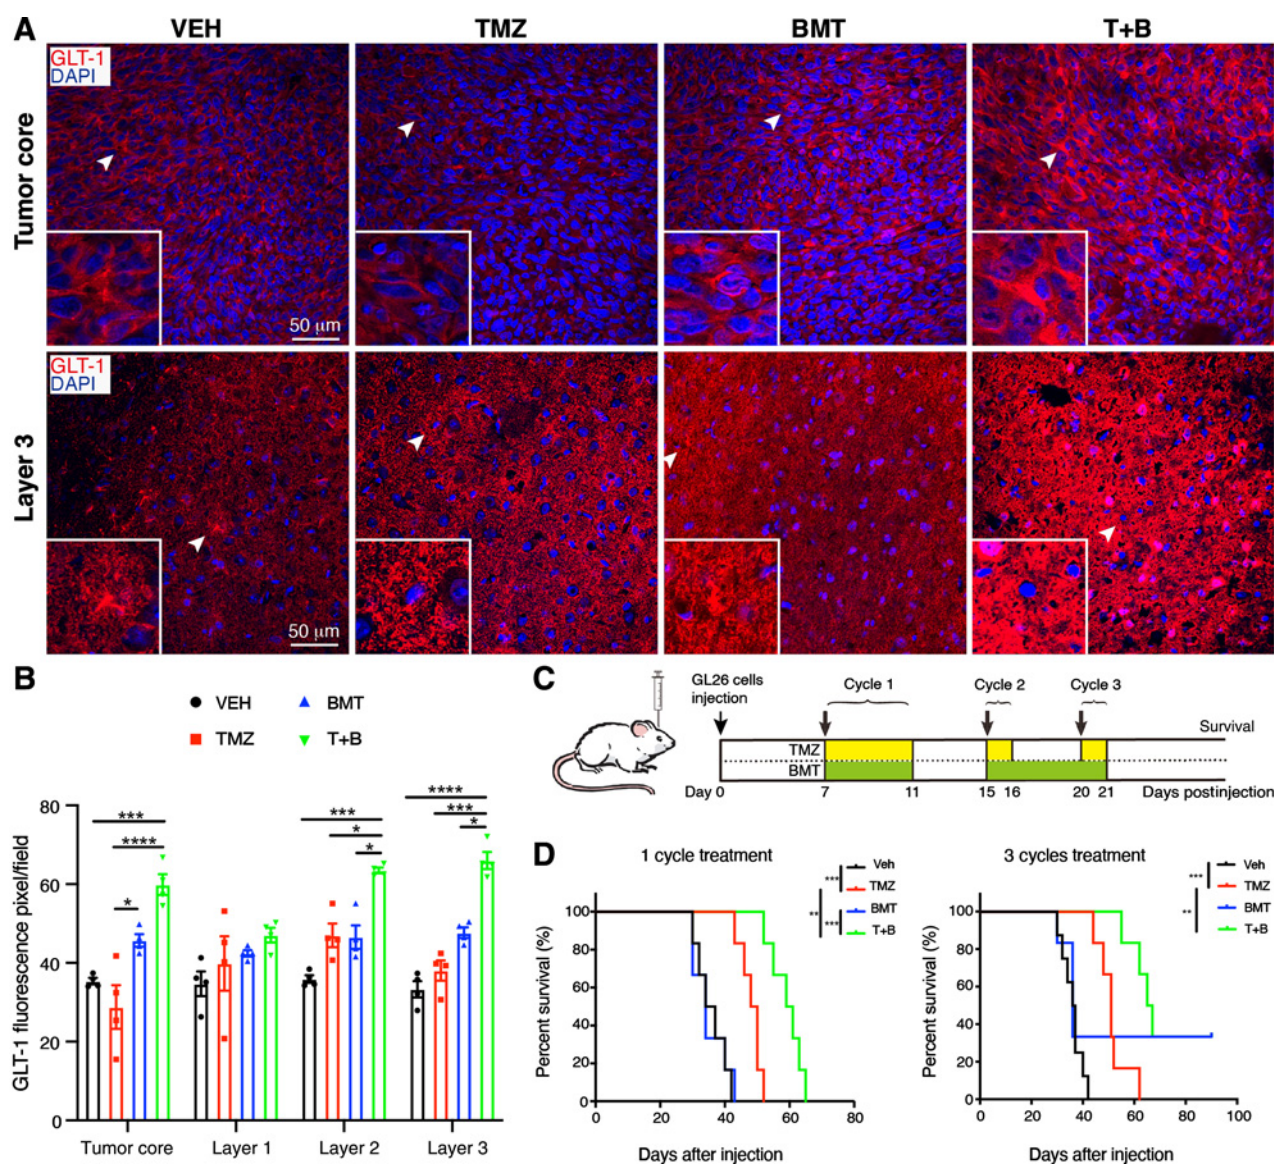 A
VEH
TMZ
BMT
T+B
Tumor core
GLT-1
DAPI
50 µm
Layer 3
GLT-1
DAPI
50 µm
B
VEH
BMT
TMZ
T+B
GLT-1 fluorescence pixel/field
80
60
40
20
0
***
****
*
***
*
*
****
***
*
Tumor core
Layer 1
Layer 2
Layer 3
C
GL26 cells
injection
Cycle 1
Cycle 2
Cycle 3
Survival
TMZ
BMT
Day 0
7
11
15
16
20
21
Days postinjection
D
1 cycle treatment
Veh
TMZ
BMT
T+B
***
**
***
Percent survival (%)
100
80
60
40
20
0
0
20
40
60
80
Days after injection
3 cycles treatment
Veh
TMZ
BMT
T+B
***
**
Percent survival (%)
100
80
60
40
20
0
0
20
40
60
80
100
Days after injection